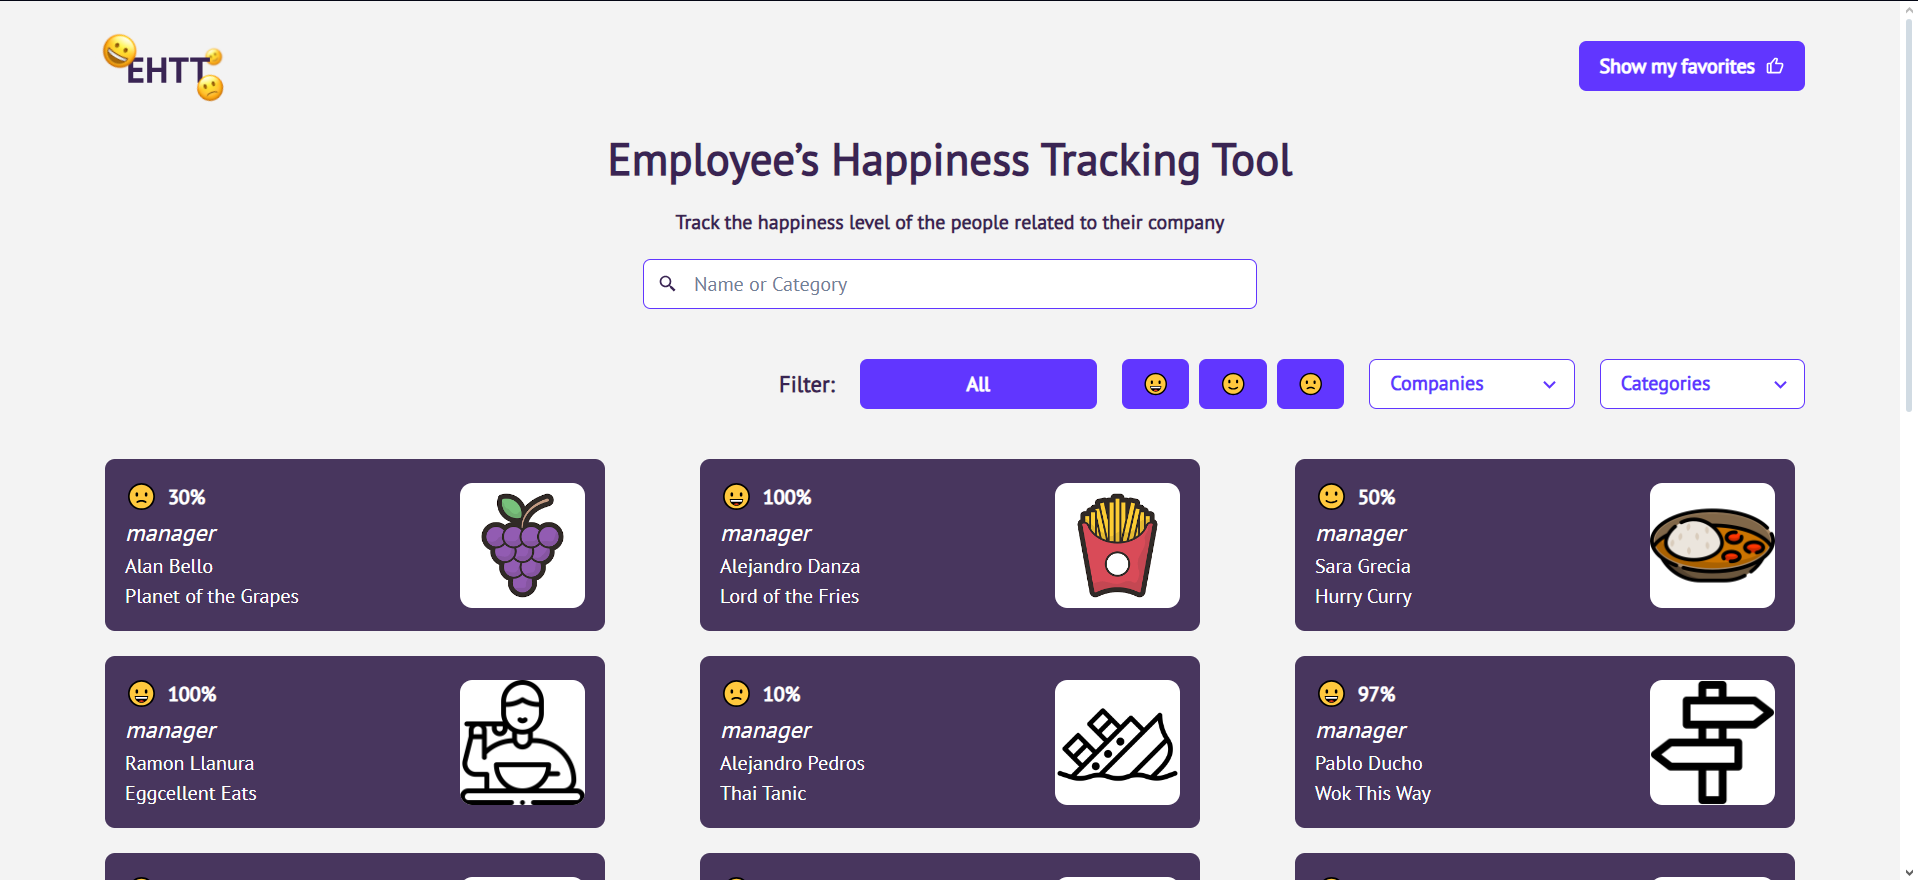 EHTT
Show my favorites
Employee’s Happiness Tracking Tool
Track the happiness level of the people related to their company
Name or Category
Filter:
All
Companies
Categories
30%
manager
Alan Bello
Planet of the Grapes
100%
manager
Alejandro Danza
Lord of the Fries
50%
manager
Sara Grecia
Hurry Curry
100%
manager
Ramon Llanura
Eggcellent Eats
10%
manager
Alejandro Pedros
Thai Tanic
97%
manager
Pablo Ducho
Wok This Way